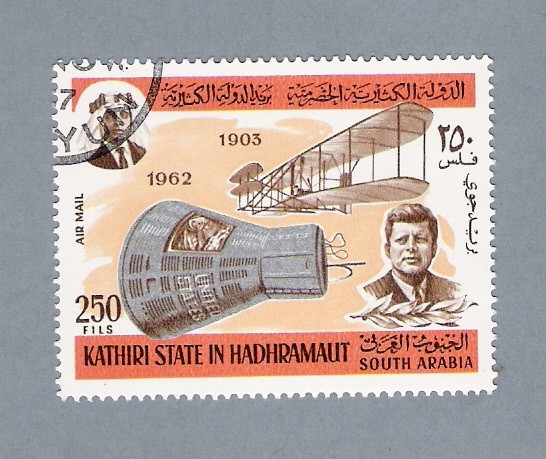 بريد الدولة الكثيرية الدولة الكثيرية الحضرمية
1903
1962
٢٥٠
فلس
بريد جوي
AIR MAIL
250
FILS
KATHIRI STATE IN HADHRAMAUT
الجنوب العربي
SOUTH ARABIA